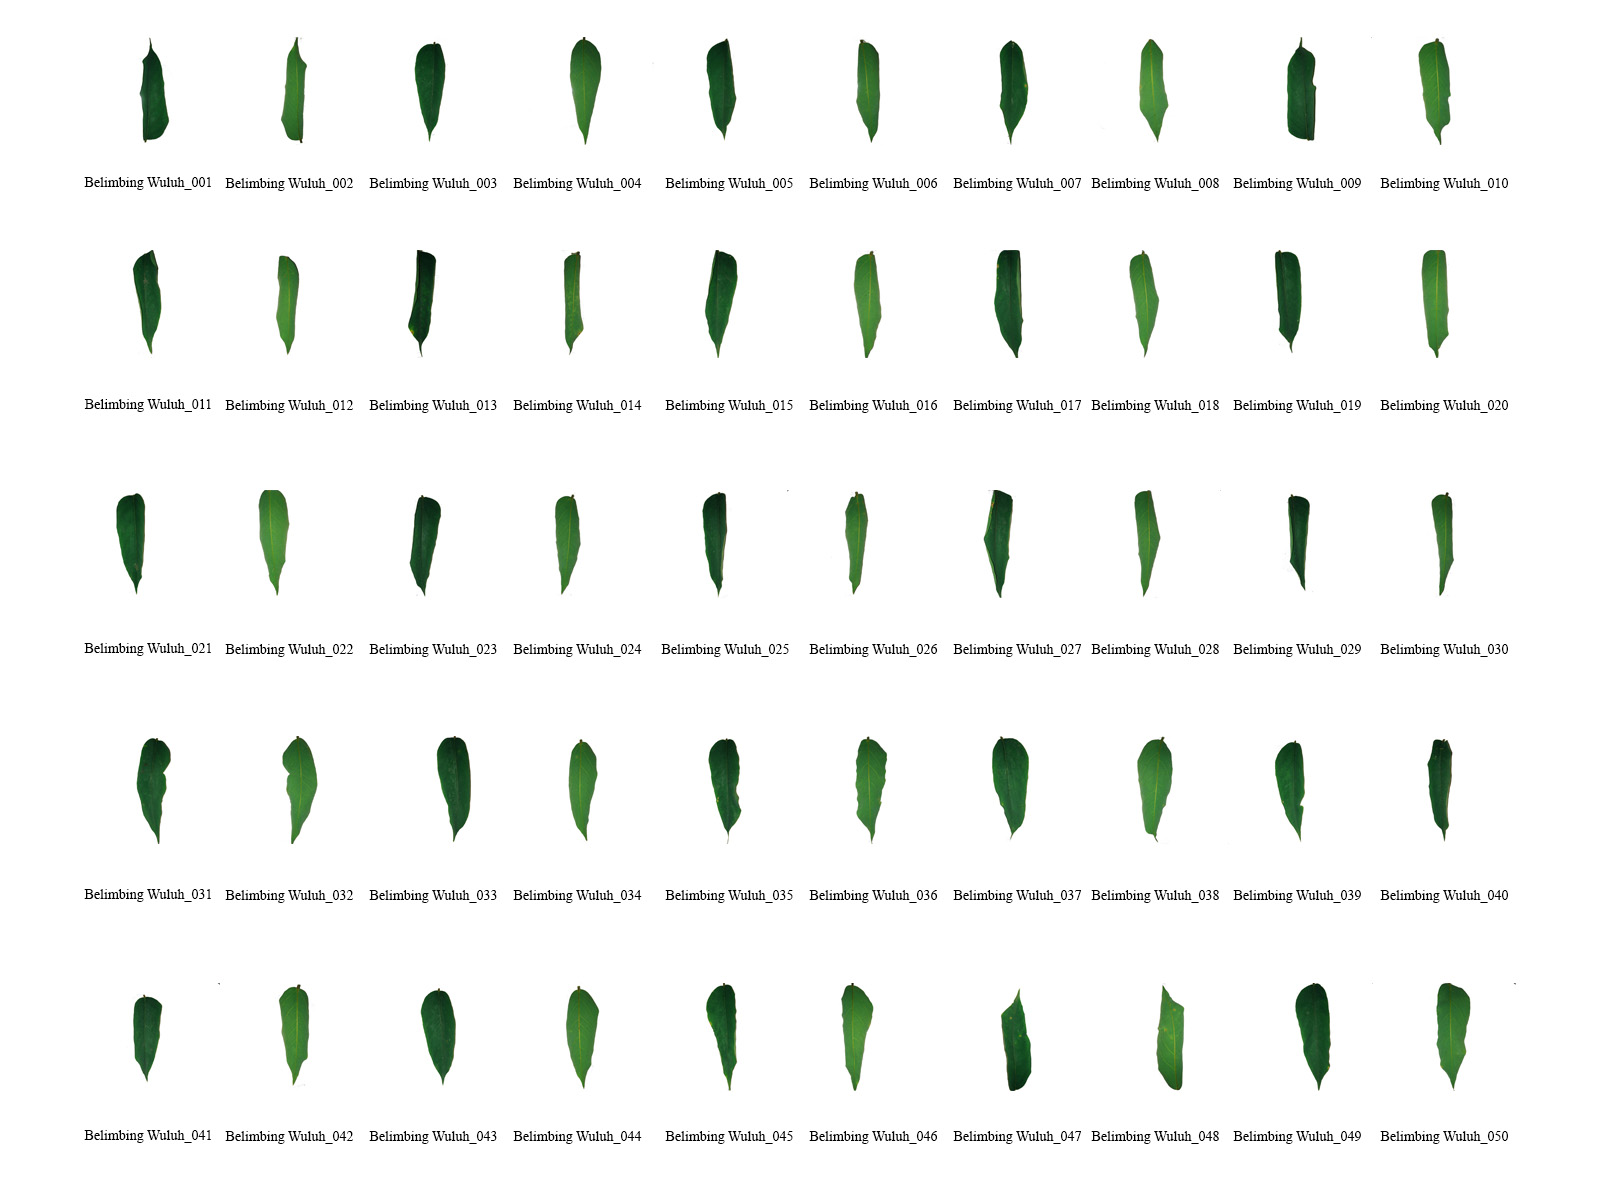 Belimbing Wuluh_001 Belimbing Wuluh_002 Belimbing Wuluh_003 Belimbing Wuluh_004 Belimbing Wuluh_005 Belimbing Wuluh_006 Belimbing Wuluh_007 Belimbing Wuluh_008 Belimbing Wuluh_009 Belimbing Wuluh_010
Belimbing Wuluh_011 Belimbing Wuluh_012 Belimbing Wuluh_013 Belimbing Wuluh_014 Belimbing Wuluh_015 Belimbing Wuluh_016 Belimbing Wuluh_017 Belimbing Wuluh_018 Belimbing Wuluh_019 Belimbing Wuluh_020
Belimbing Wuluh_021 Belimbing Wuluh_022 Belimbing Wuluh_023 Belimbing Wuluh_024 Belimbing Wuluh_025 Belimbing Wuluh_026 Belimbing Wuluh_027 Belimbing Wuluh_028 Belimbing Wuluh_029 Belimbing Wuluh_030
Belimbing Wuluh_031 Belimbing Wuluh_032 Belimbing Wuluh_033 Belimbing Wuluh_034 Belimbing Wuluh_035 Belimbing Wuluh_036 Belimbing Wuluh_037 Belimbing Wuluh_038 Belimbing Wuluh_039 Belimbing Wuluh_040
Belimbing Wuluh_041 Belimbing Wuluh_042 Belimbing Wuluh_043 Belimbing Wuluh_044 Belimbing Wuluh_045 Belimbing Wuluh_046 Belimbing Wuluh_047 Belimbing Wuluh_048 Belimbing Wuluh_049 Belimbing Wuluh_050